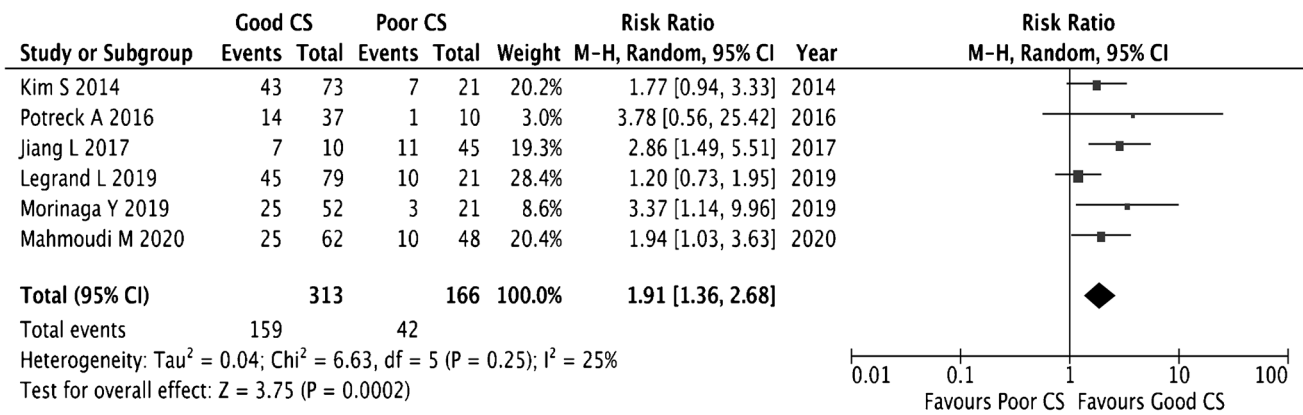 Good CS Poor CS Risk Ratio Risk Ratio
Study or Subgroup Events Total Events Total Weight M-H, Random, 95% CI Year M-H, Random, 95% CI
Kim S 2014 43 73 7 21 20.2% 1.77 [0.94, 3.33] 2014
Potreck A 2016 14 37 1 10 3.0% 3.78 [0.56, 25.42] 2016
Jiang L 2017 7 10 11 45 19.3% 2.86 [1.49, 5.51] 2017
Legrand L 2019 45 79 10 21 28.4% 1.20 [0.73, 1.95] 2019
Morinaga Y 2019 25 52 3 21 8.6% 3.37 [1.14, 9.96] 2019
Mahmoudi M 2020 25 62 10 48 20.4% 1.94 [1.03, 3.63] 2020
Total (95% CI) 313 166 100.0% 1.91 [1.36, 2.68]
Total events 159 42
Heterogeneity: Tau² = 0.04; Chi² = 6.63, df = 5 (P = 0.25); I² = 25%
Test for overall effect: Z = 3.75 (P = 0.0002)
0.01 0.1 1 10 100
Favours Poor CS Favours Good CS